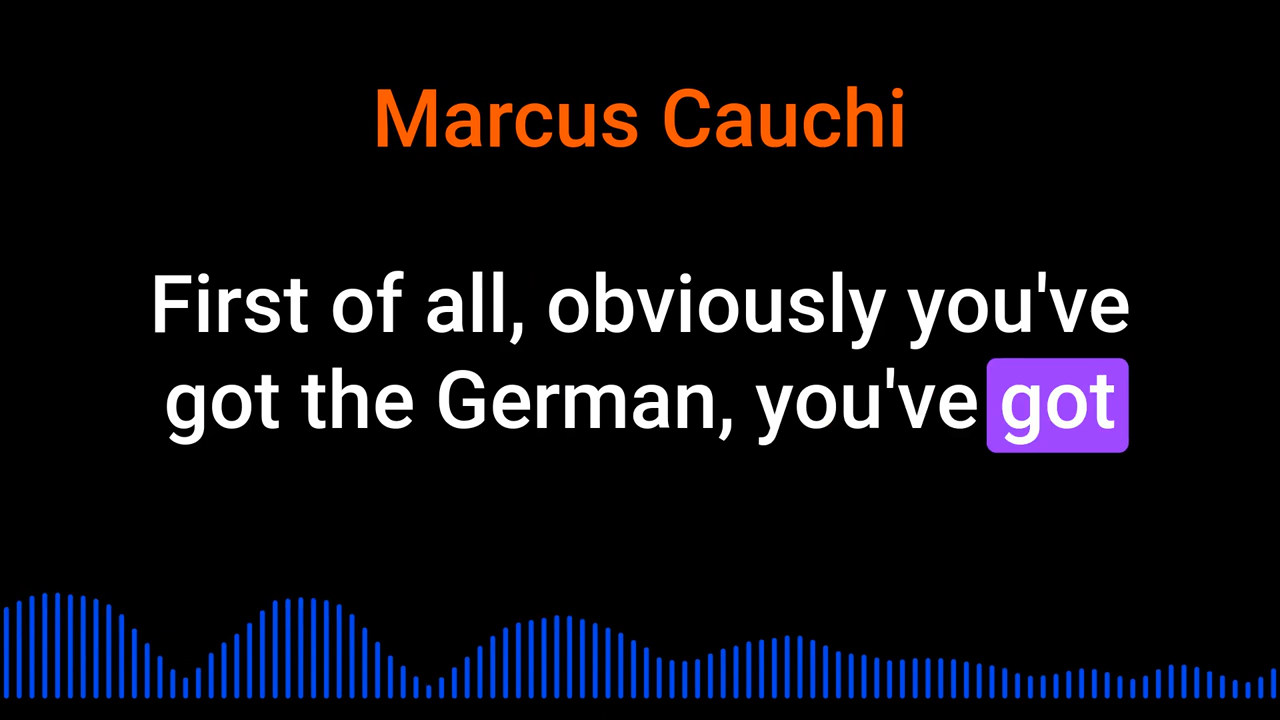 Marcus Cauchi
First of all, obviously you've
got the German, you've got